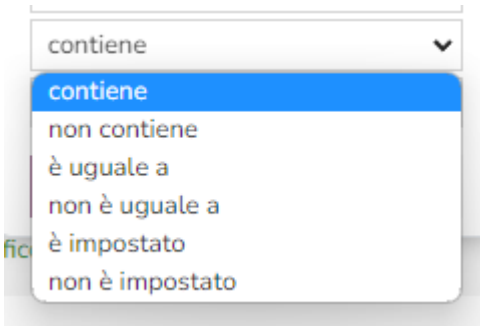 contiene
contiene
non contiene
è uguale a
non è uguale a
è impostato
non è impostato